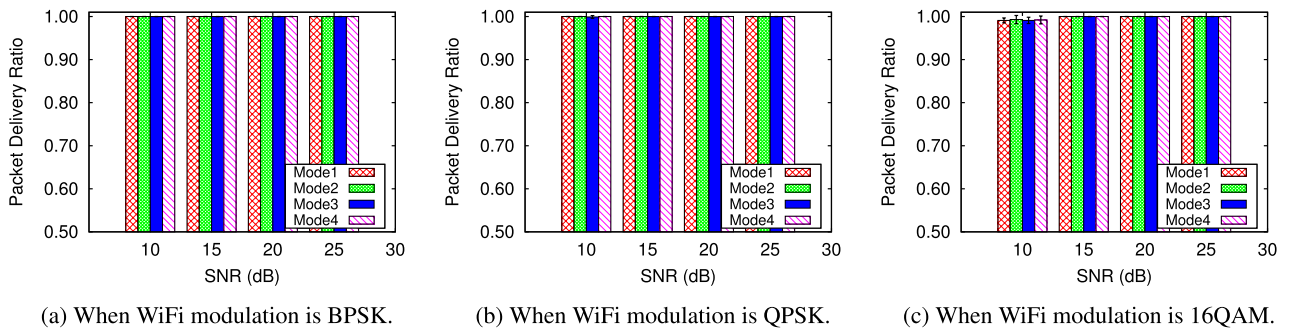 Packet Delivery Ratio
1.00
0.90
0.80
0.70
0.60
0.50
Mode1
Mode2
Mode3
Mode4
10 15 20 25 30
SNR (dB)
(a) When WiFi modulation is BPSK.
Packet Delivery Ratio
1.00
0.90
0.80
0.70
0.60
0.50
Mode1
Mode2
Mode3
Mode4
10 15 20 25 30
SNR (dB)
(b) When WiFi modulation is QPSK.
Packet Delivery Ratio
1.00
0.90
0.80
0.70
0.60
0.50
Mode1
Mode2
Mode3
Mode4
10 15 20 25 30
SNR (dB)
(c) When WiFi modulation is 16QAM.